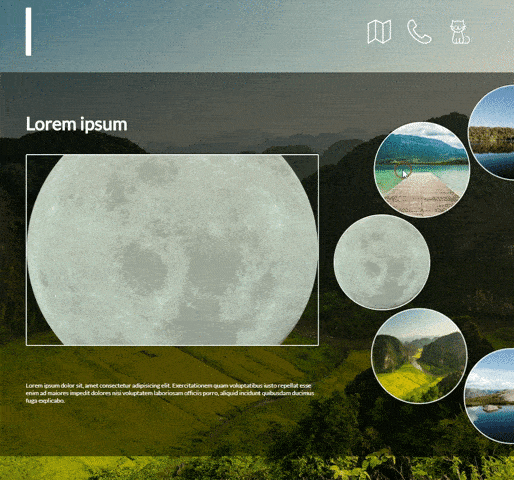 Lorem ipsum
Lorem ipsum dolor sit, amet consectetur adipisicing elit. Exercitationem quam voluptatibus iusto repellat esse
enim ad maiores impedit dolores nisi voluptatem laboriosam officiis porro, aliquid incidunt quibusdam ducimus
fuga explicabo.